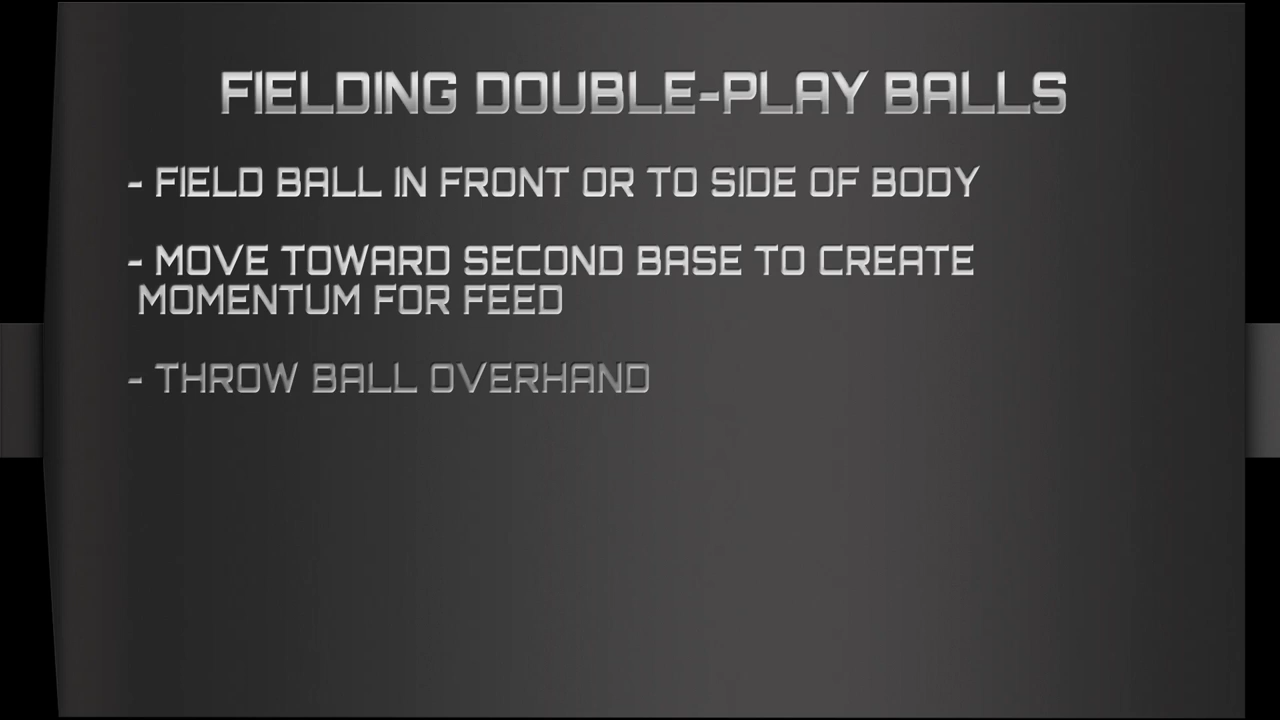 FIELDING DOUBLE-PLAY BALLS
- FIELD BALL IN FRONT OR TO SIDE OF BODY
- MOVE TOWARD SECOND BASE TO CREATE
MOMENTUM FOR FEED
- THROW BALL OVERHAND